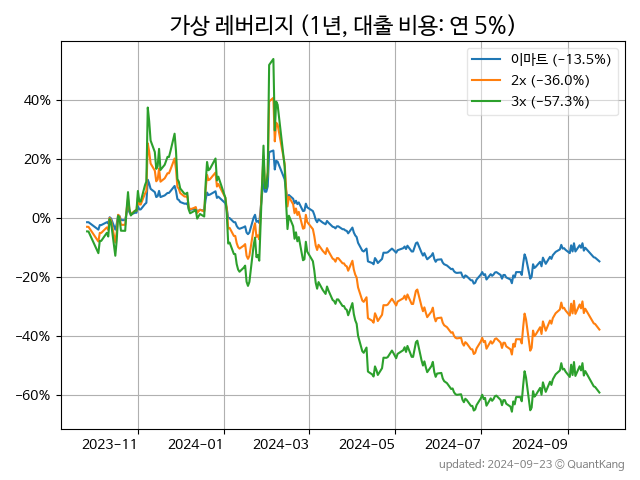 가상 레버리지 (1년, 대출 비용: 연 5%)
이마트 (-13.5%)
2x (-36.0%)
3x (-57.3%)
40%
20%
0%
-20%
-40%
-60%
2023-11
2024-01
2024-03
2024-05
2024-07
2024-09
updated: 2024-09-23 © QuantKang